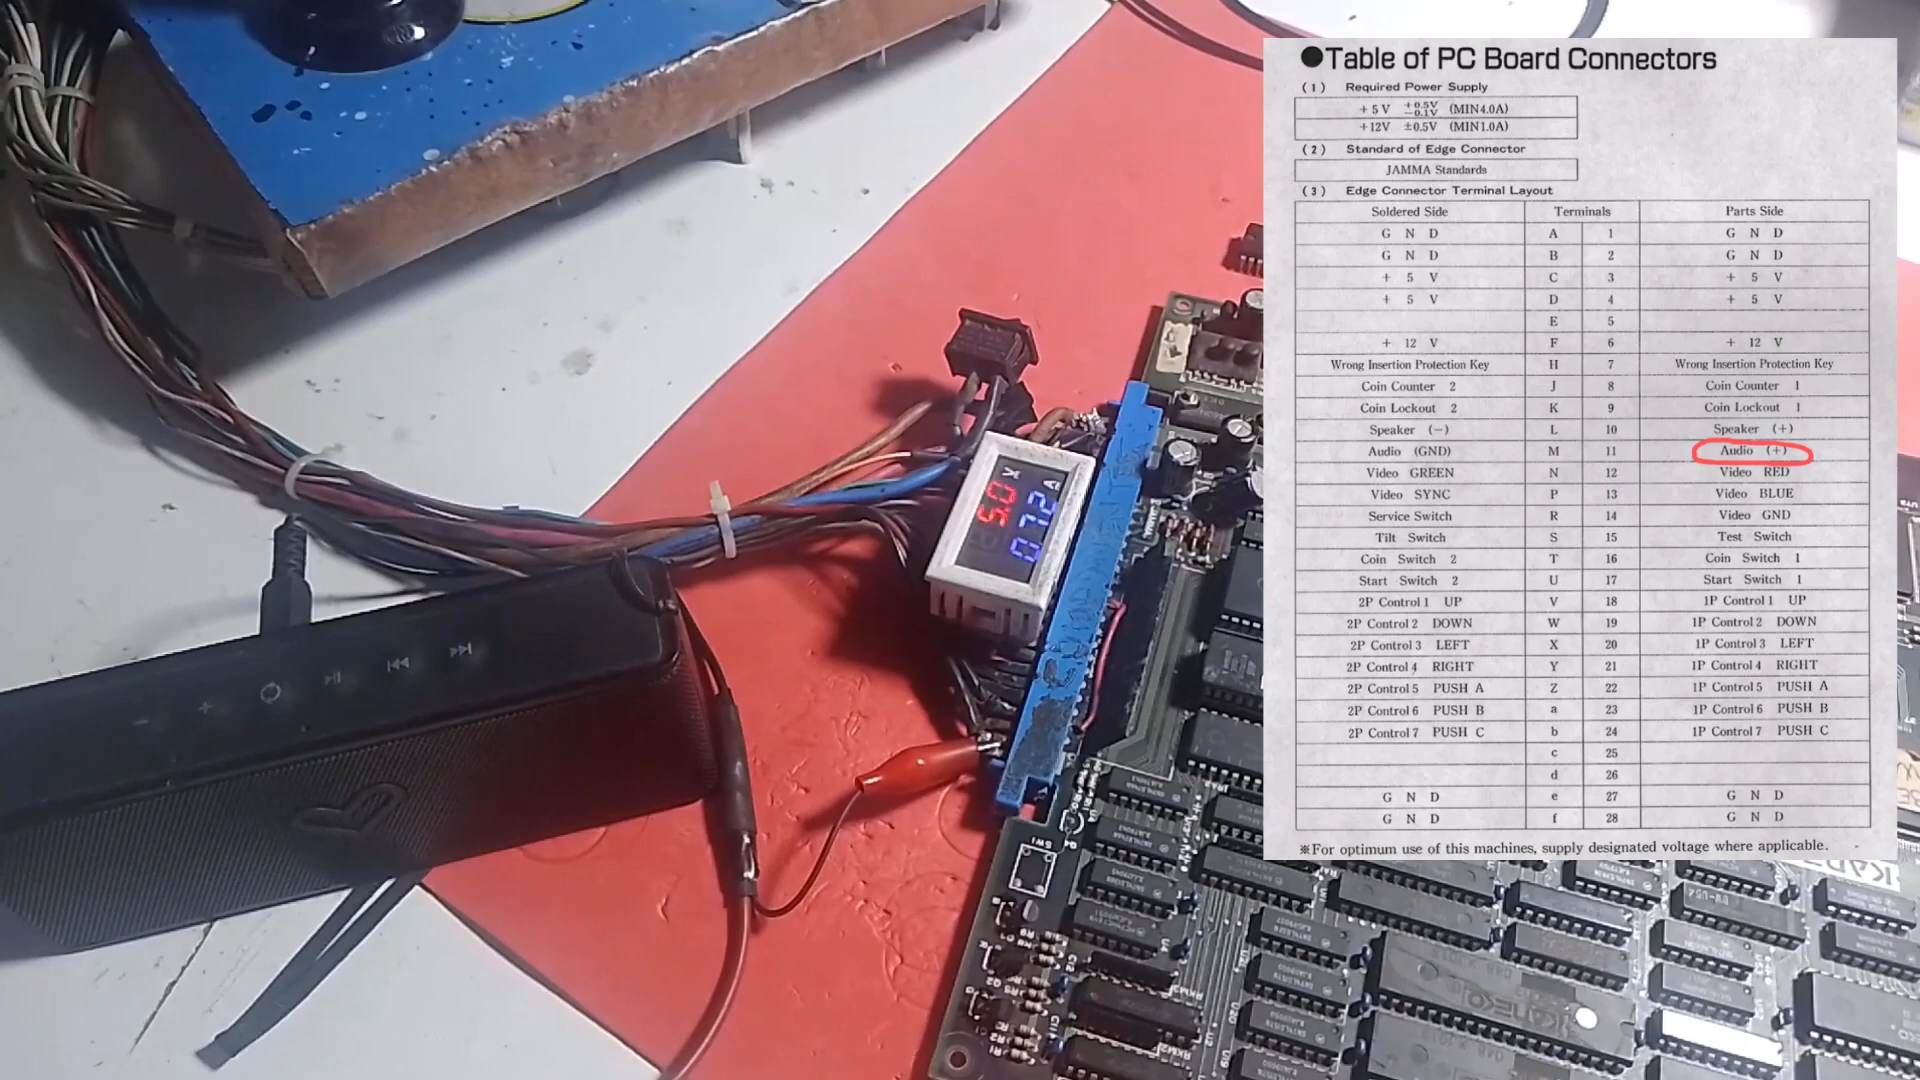 ●Table of PC Board Connectors
(1) Required Power Supply
+5V +0.5V −0.1V (MIN4.0A)
+12V ±0.5V (MIN1.0A)
(2) Standard of Edge Connector
JAMMA Standards
(3) Edge Connector Terminal Layout
Soldered Side Terminals Parts Side
GND A 1 GND
GND B 2 GND
+5V C 3 +5V
+5V D 4 +5V
E 5
+12V F 6 +12V
Wrong Insertion Protection Key H 7 Wrong Insertion Protection Key
Coin Counter 2 J 8 Coin Counter 1
Coin Lockout 2 K 9 Coin Lockout 1
Speaker (−) L 10 Speaker (+)
Audio (GND) M 11 Audio (+)
Video GREEN N 12 Video RED
Video SYNC P 13 Video BLUE
Service Switch R 14 Video GND
Tilt Switch S 15 Test Switch
Coin Switch 2 T 16 Coin Switch 1
Start Switch 2 U 17 Start Switch 1
2P Control 1 UP V 18 1P Control 1 UP
2P Control 2 DOWN W 19 1P Control 2 DOWN
2P Control 3 LEFT X 20 1P Control 3 LEFT
2P Control 4 RIGHT Y 21 1P Control 4 RIGHT
2P Control 5 PUSH A Z 22 1P Control 5 PUSH A
2P Control 6 PUSH B a 23 1P Control 6 PUSH B
2P Control 7 PUSH C b 24 1P Control 7 PUSH C
c 25
d 26
GND e 27 GND
GND f 28 GND
※For optimum use of this machines, supply designated voltage where applicable.
5.0 V
0.72 A
SW1